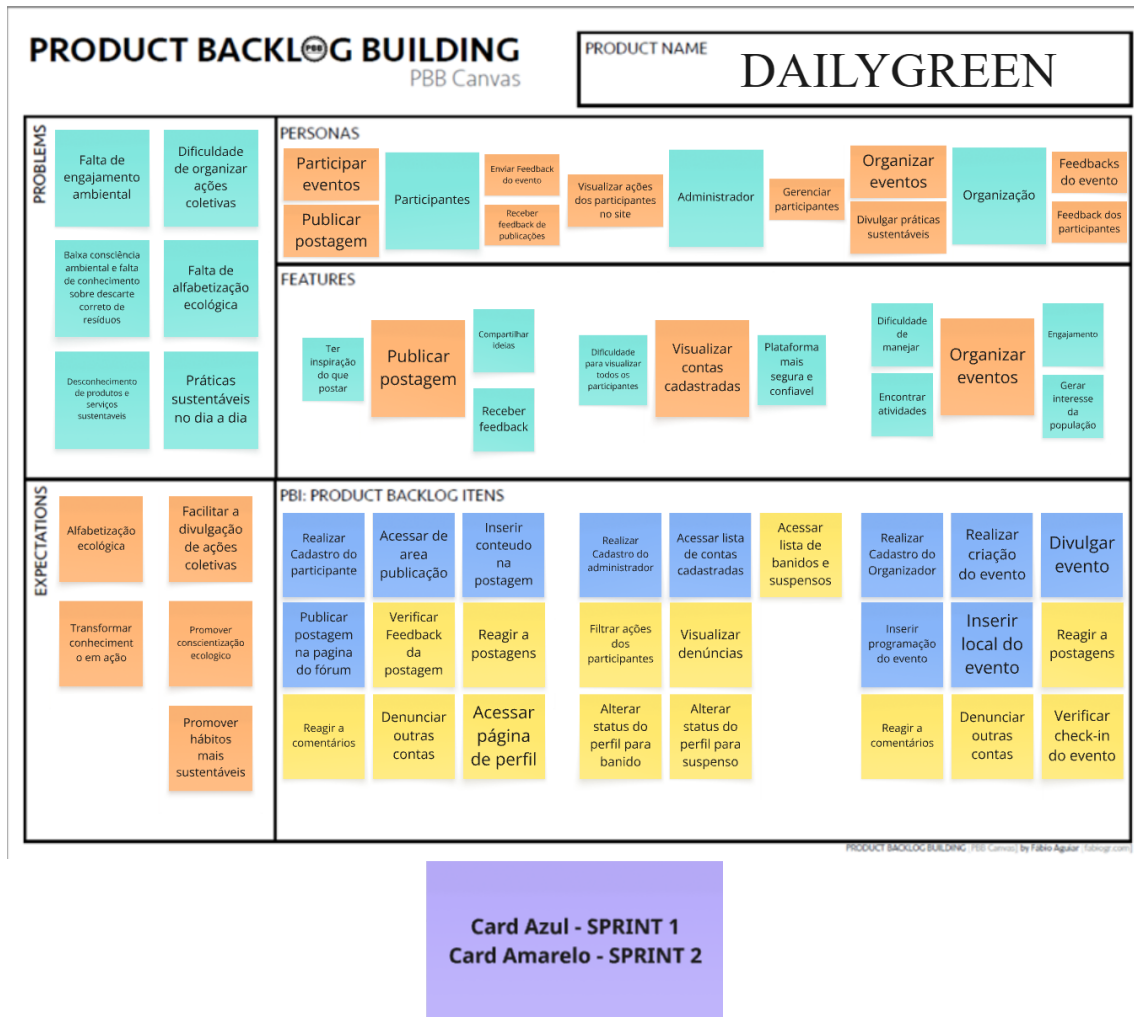 PRODUCT BACKLOG BUILDING
PBB Canvas
PRODUCT NAME
DAILYGREEN
PROBLEMS
Falta de
engajamento
ambiental
Dificuldade
de organizar
ações
coletivas
Baixa consciência
ambiental e falta
de conhecimento
sobre descarte
correto de
resíduos
Falta de
alfabetização
ecológica
Desconhecimento
de produtos e
serviços
sustentaveis
Práticas
sustentáveis
no dia a dia
PERSONAS
Participar
eventos
Publicar
postagem
Participantes
Enviar Feedback
do evento
Receber
feedback de
publicações
Visualizar ações
dos participantes
no site
Administrador
Gerenciar
participantes
Organizar
eventos
Divulgar práticas
sustentáveis
Organização
Feedbacks
do evento
Feedback dos
participantes
FEATURES
Ter
inspiração
do que
postar
Publicar
postagem
Compartilhar
ideias
Receber
feedback
Dificuldade
para visualizar
todos os
participantes
Visualizar
contas
cadastradas
Plataforma
mais
segura e
confiavel
Dificuldade
de
manejar
Encontrar
atividades
Organizar
eventos
Engajamento
Gerar
interesse
da
população
EXPECTATIONS
Alfabetização
ecológica
Facilitar a
divulgação
de ações
coletivas
Transformar
conheciment
o em ação
Promover
conscientização
ecologico
Promover
hábitos
mais
sustentáveis
PBI: PRODUCT BACKLOG ITENS
Realizar
Cadastro do
participante
Acessar de
area
publicação
Inserir
conteudo
na
postagem
Publicar
postagem
na pagina
do fórum
Verificar
Feedback
da
postagem
Reagir a
postagens
Reagir a
comentários
Denunciar
outras
contas
Acessar
página
de perfil
Realizar
Cadastro do
administrador
Acessar lista
de contas
cadastradas
Acessar
lista de
banidos e
suspensos
Filtrar ações
dos
participantes
Visualizar
denúncias
Alterar
status do
perfil para
banido
Alterar
status do
perfil para
suspenso
Realizar
Cadastro do
Organizador
Realizar
criação
do evento
Divulgar
evento
Inserir
programação
do evento
Inserir
local do
evento
Reagir a
postagens
Reagir a
comentários
Denunciar
outras
contas
Verificar
check-in
do evento
PRODUCT BACKLOG BUILDING [PBB Canvas] by Fábio Aguiar [fabiogr.com]
Card Azul - SPRINT 1
Card Amarelo - SPRINT 2